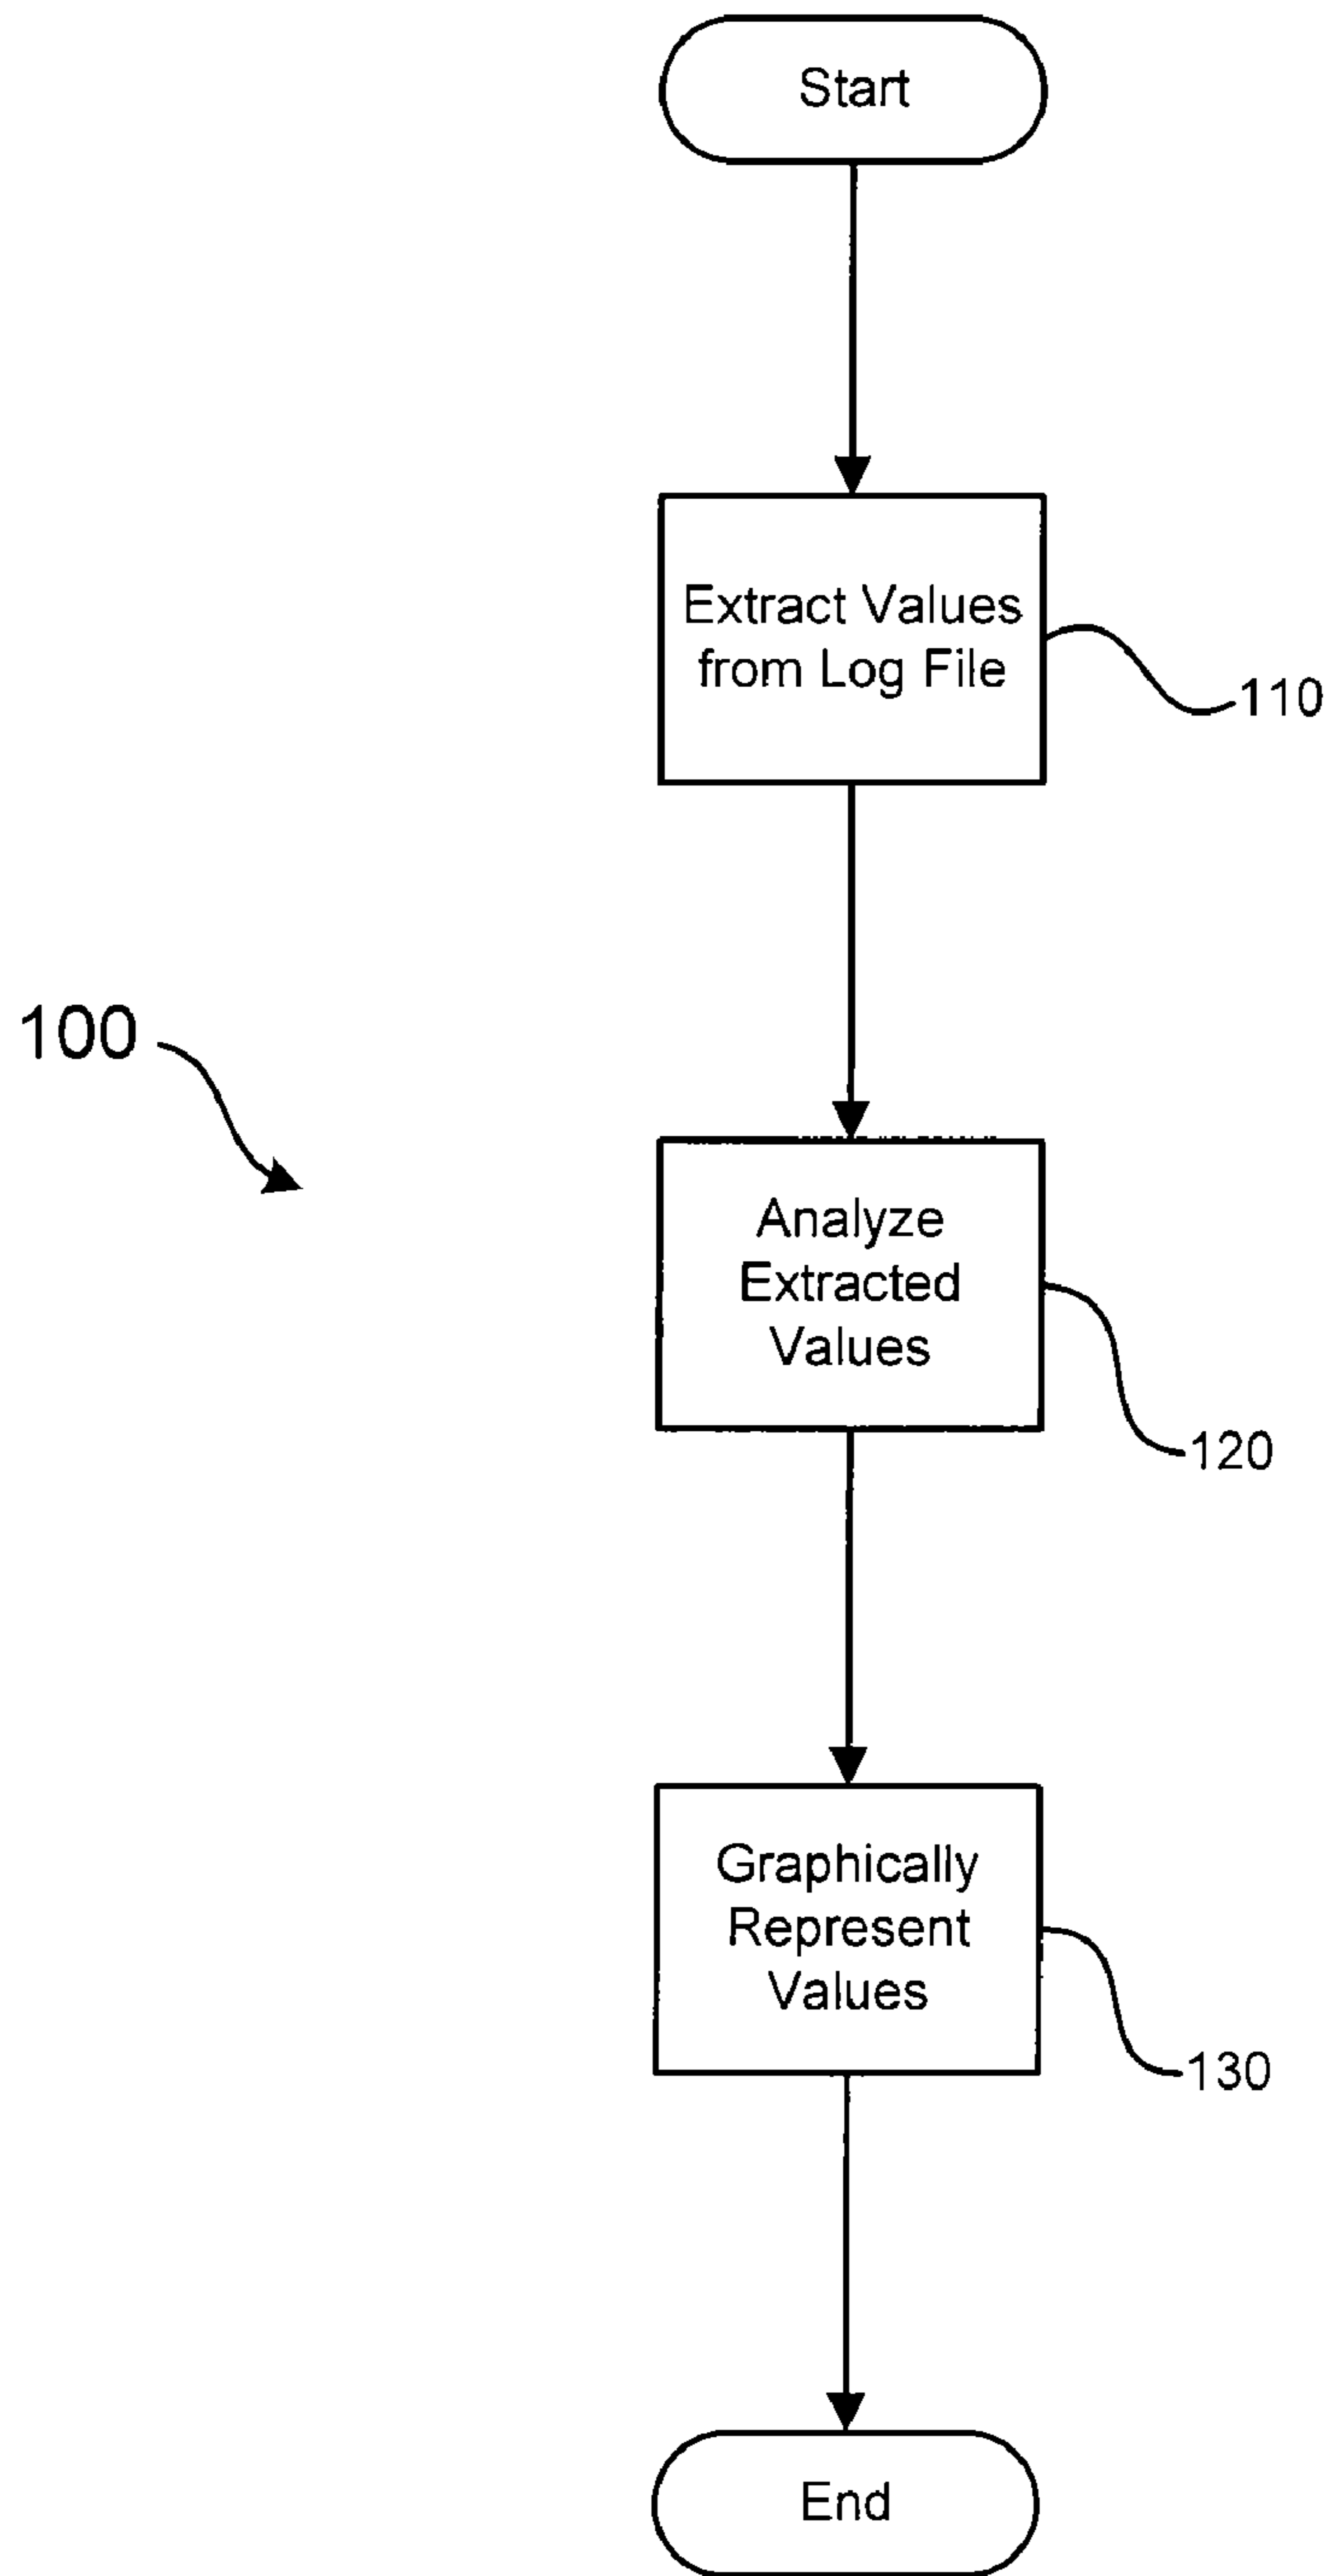 Start
Extract Values
from Log File
110
100
Analyze
Extracted
Values
120
Graphically
Represent
Values
130
End